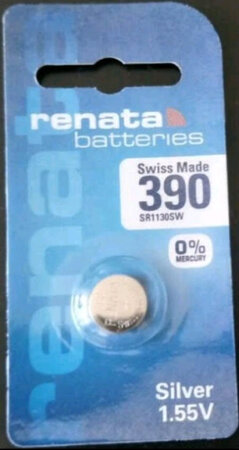 renata
batteries
Swiss Made
390
SR1130SW
0%
MERCURY
renata
Silver
1.55V